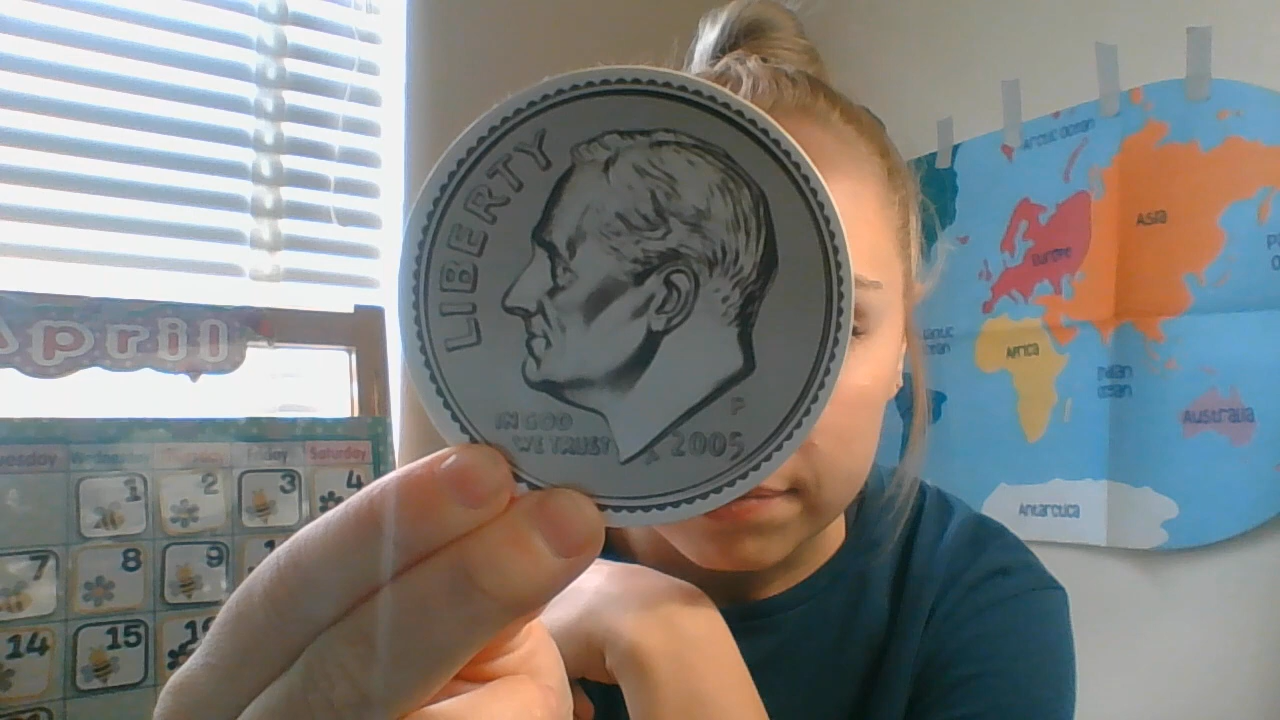 LIBERTY
IN GOD
WE TRUST
2005
P
April
Friday
Saturday
1 2 3 4
7 8 9
14 15
Arctic Ocean
Asia
Europe
Africa
Indian
Ocean
Australia
Antarctica